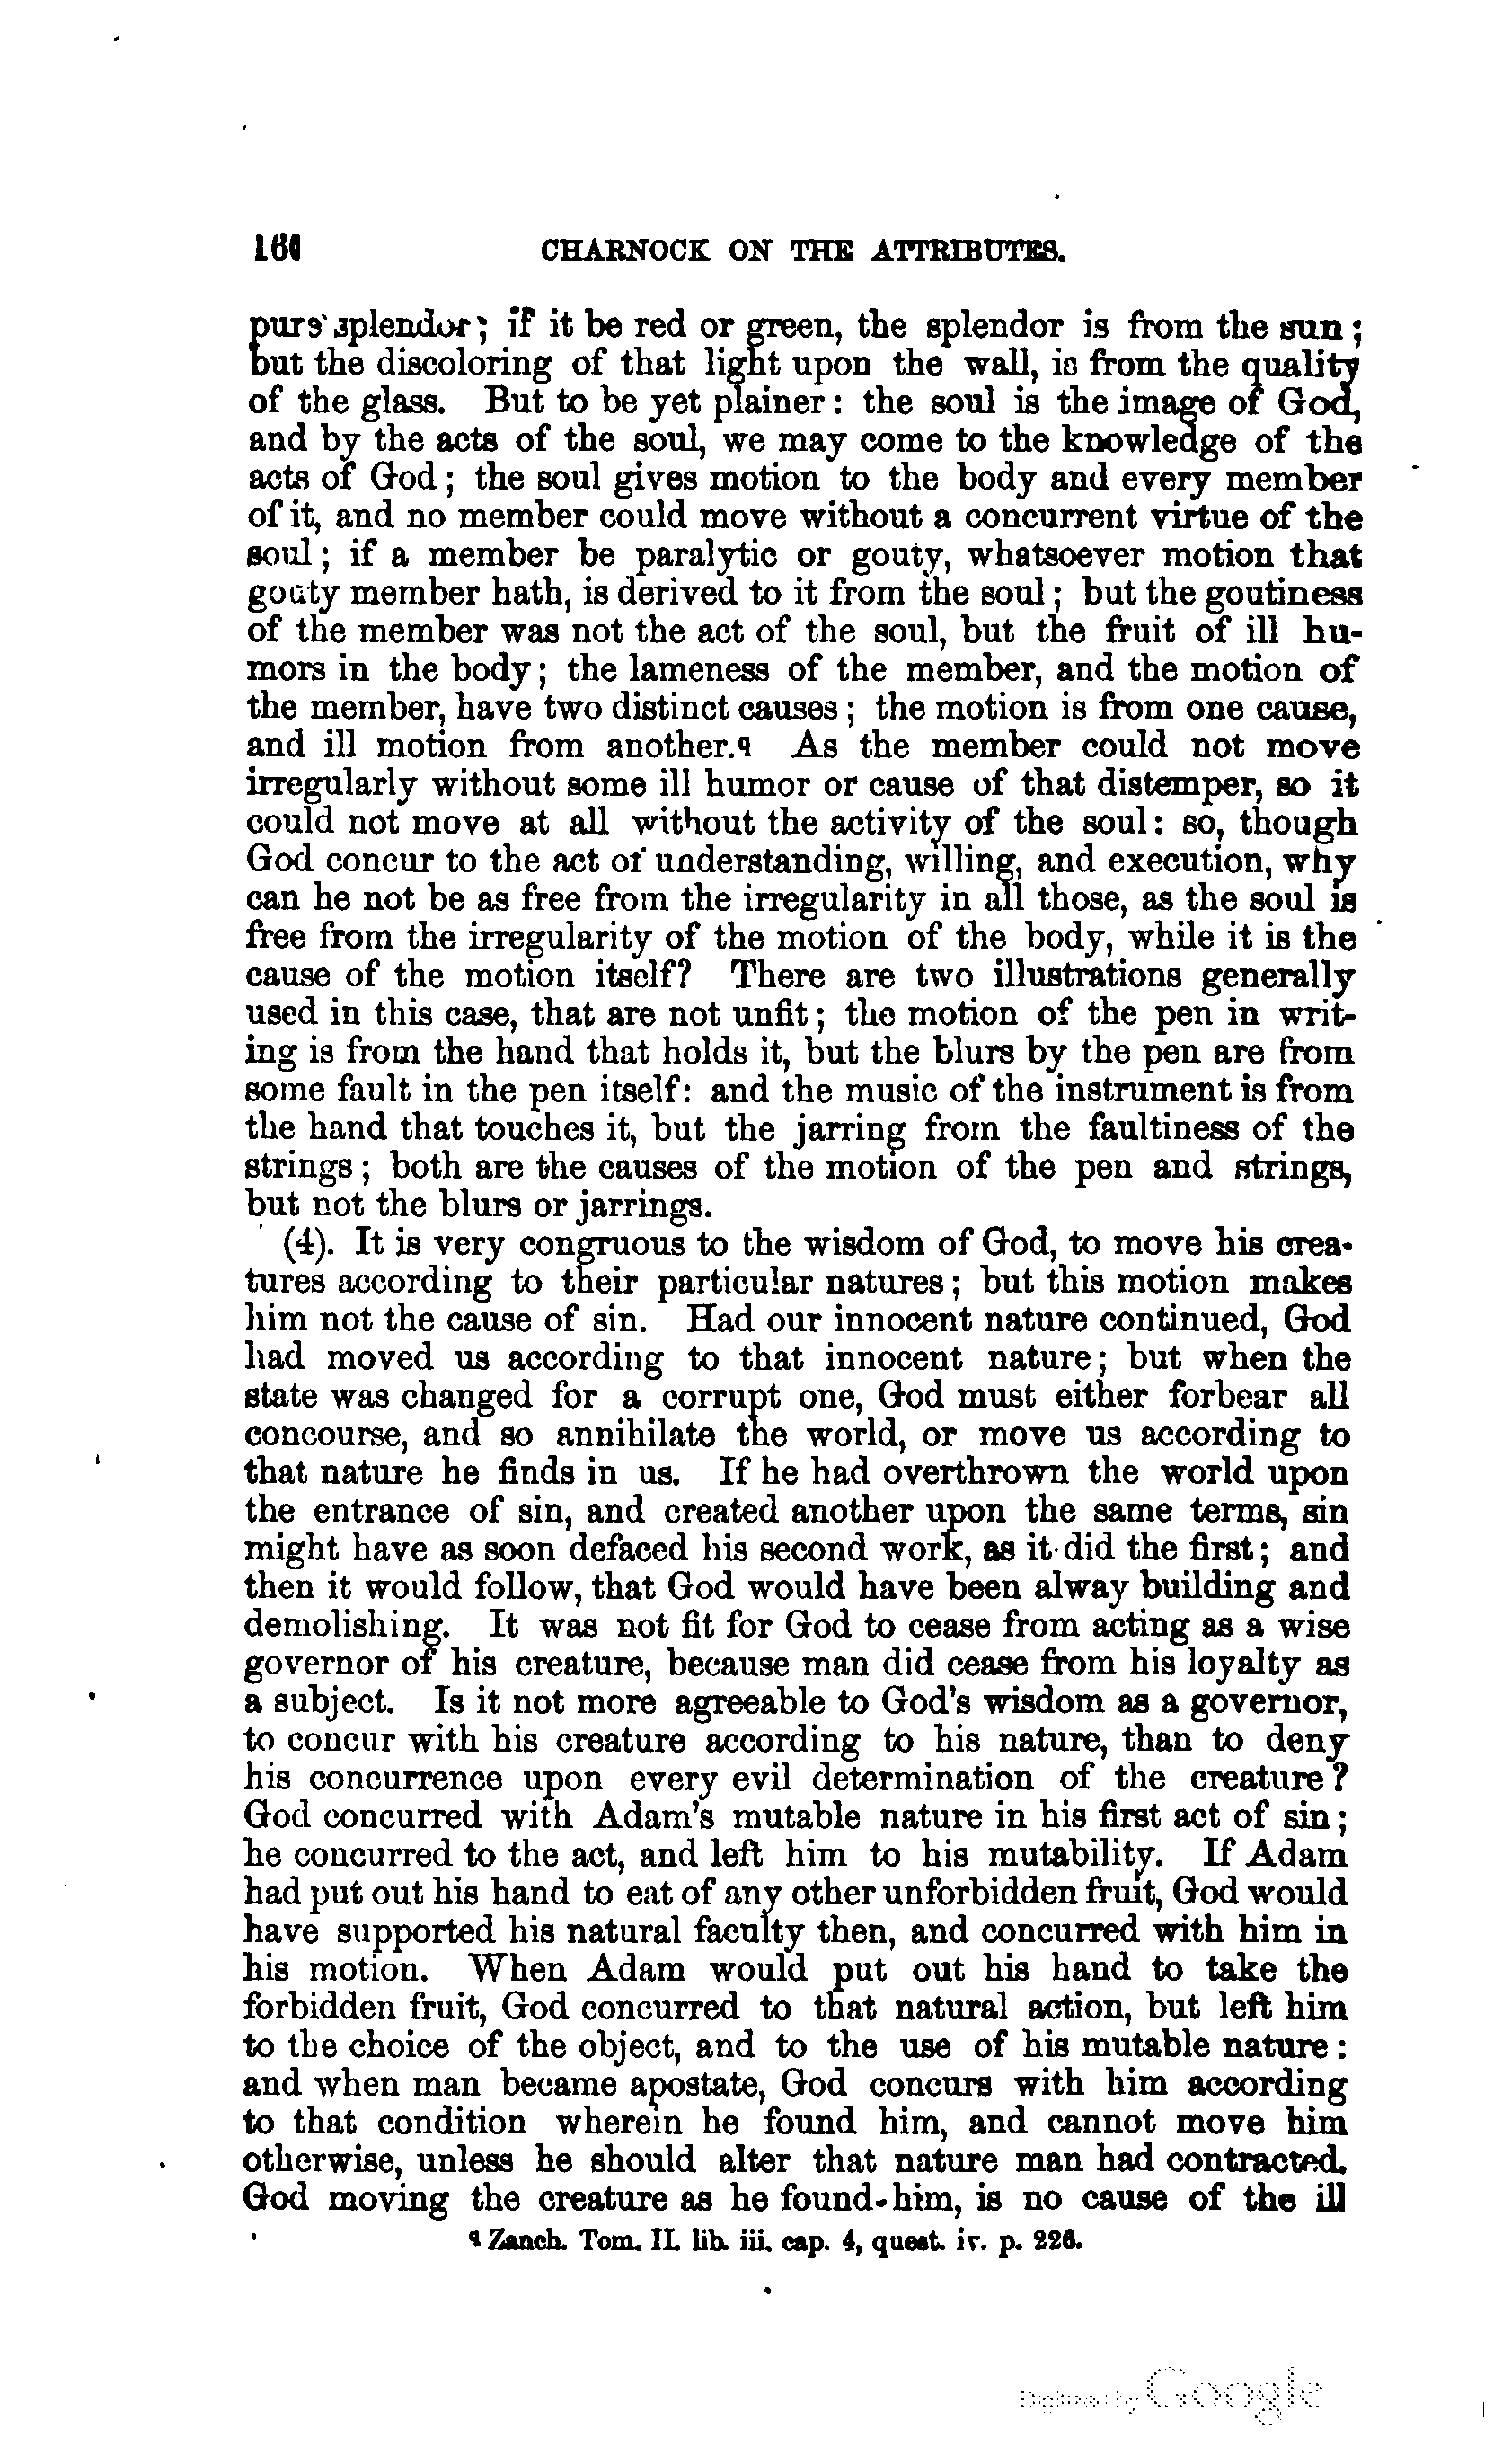 CHARNOCK ON THE ATTRIBUTES.
splendor; if it be red or green, the splendor is from the sun;
but the discoloring of that light upon the wall, is from the quality
of the glass. But to be yet plainer: the soul is the image of God,
and by the acts of the soul, we may come to the knowledge of the
acts of God; the soul gives motion to the body and every member
of it, and no member could move without a concurrent virtue of the
soul; if a member be paralytic or gouty, whatsoever motion that
gouty member hath, is derived to it from the soul; but the goutiness
of the member was not the act of the soul, but the fruit of ill hu-
mors in the body; the lameness of the member, and the motion of
the member, have two distinct causes; the motion is from one cause,
and ill motion from another.q As the member could not move
irregularly without some ill humor or cause of that distemper, so it
could not move at all without the activity of the soul: so, though
God concur to the act of understanding, willing, and execution, why
can he not be as free from the irregularity in all those, as the soul is
free from the irregularity of the motion of the body, while it is the
cause of the motion itself? There are two illustrations generally
used in this case, that are not unfit; the motion of the pen in writ-
ing is from the hand that holds it, but the blurs by the pen are from
some fault in the pen itself: and the music of the instrument is from
the hand that touches it, but the jarring from the faultiness of the
strings; both are the causes of the motion of the pen and strings,
but not the blurs or jarrings.
(4). It is very congruous to the wisdom of God, to move his crea-
tures according to their particular natures; but this motion makes
him not the cause of sin. Had our innocent nature continued, God
had moved us according to that innocent nature; but when the
state was changed for a corrupt one, God must either forbear all
concourse, and so annihilate the world, or move us according to
that nature he finds in us. If he had overthrown the world upon
the entrance of sin, and created another upon the same terms, sin
might have as soon defaced his second work, as it did the first; and
then it would follow, that God would have been alway building and
demolishing. It was not fit for God to cease from acting as a wise
governor of his creature, because man did cease from his loyalty as
a subject. Is it not more agreeable to God's wisdom as a governor,
to concur with his creature according to his nature, than to deny
his concurrence upon every evil determination of the creature?
God concurred with Adam's mutable nature in his first act of sin;
he concurred to the act, and left him to his mutability. If Adam
had put out his hand to eat of any other unforbidden fruit, God would
have supported his natural faculty then, and concurred with him in
his motion. When Adam would put out his hand to take the
forbidden fruit, God concurred to that natural action, but left him
to the choice of the object, and to the use of his mutable nature:
and when man became apostate, God concurs with him according
to that condition wherein he found him, and cannot move him
otherwise, unless he should alter that nature man had contracted.
God moving the creature as he found him, is no cause of the ill
q Zanch. Tom. II. lib. iii. cap. 4, quest. iv. p. 226.
Digitized by Google